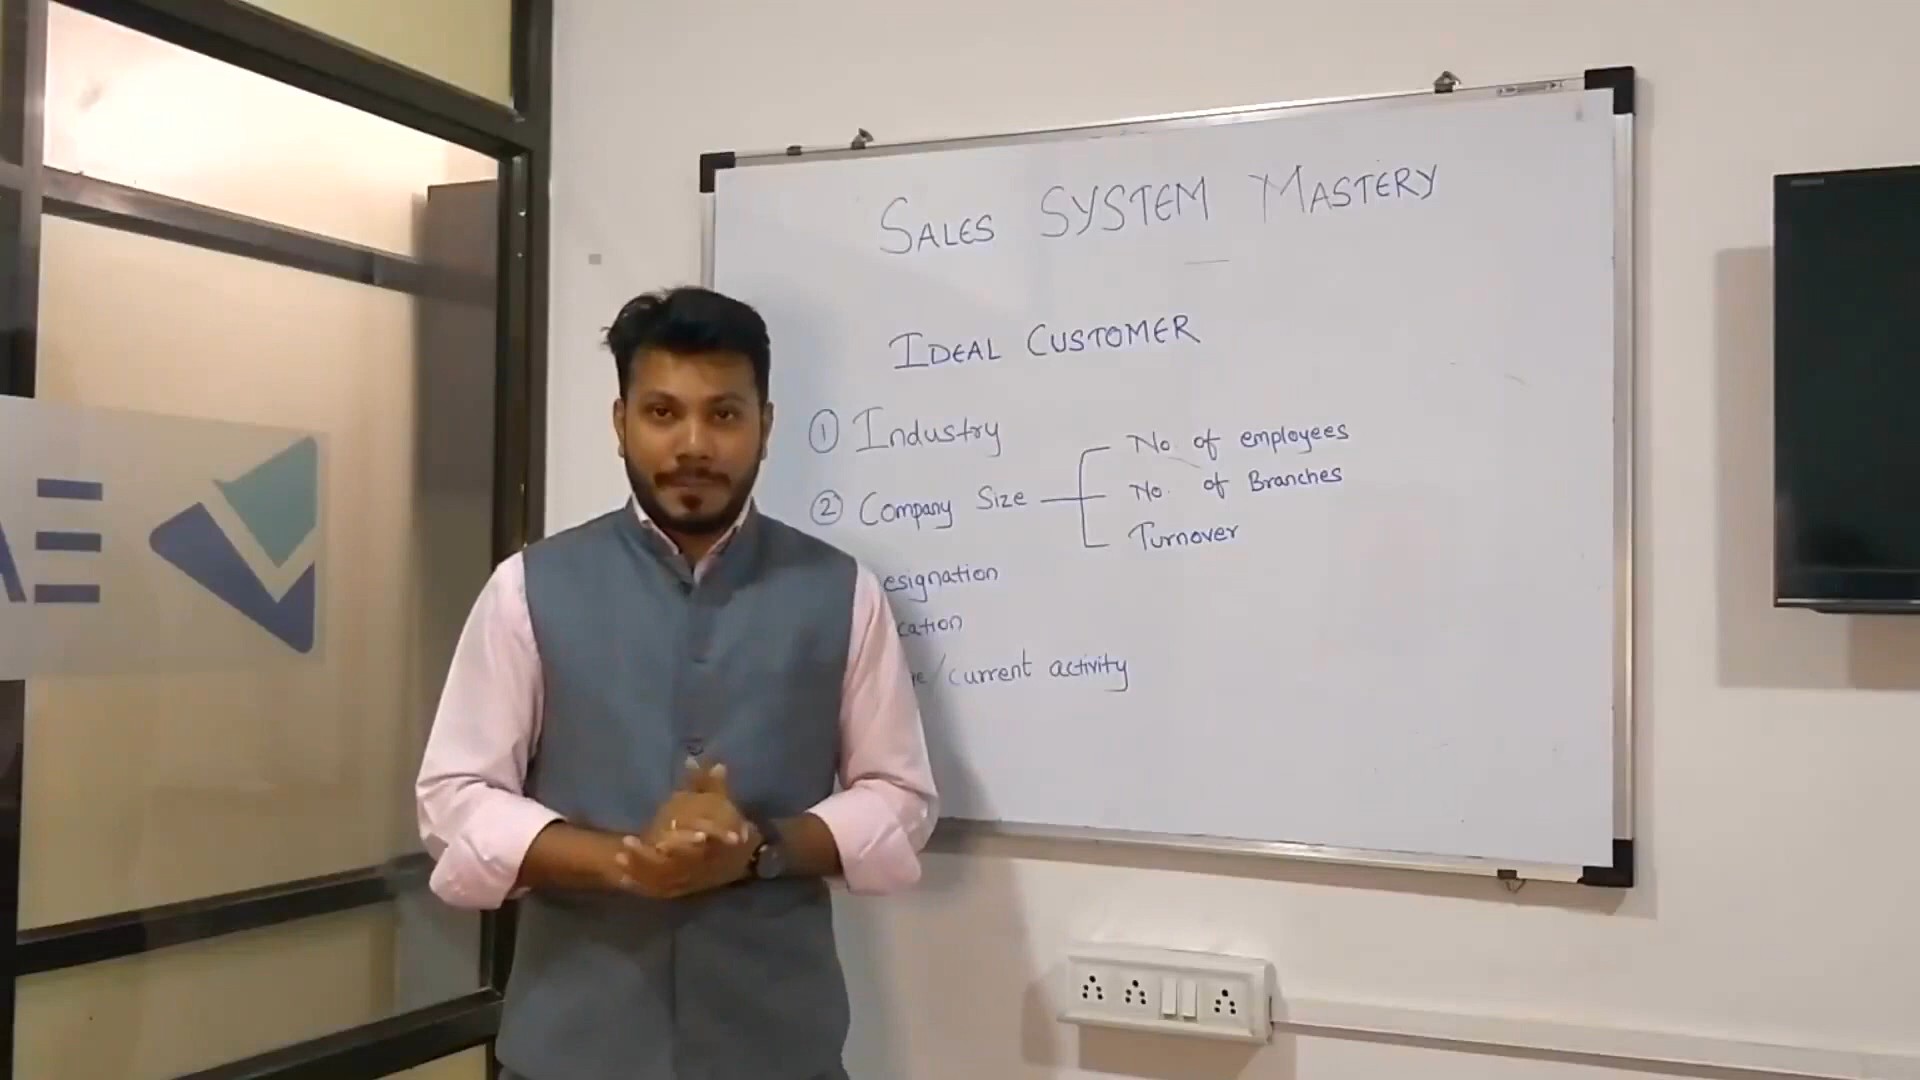 SALES SYSTEM MASTERY
IDEAL CUSTOMER
① Industry
② Company Size
No. of employees
No. of Branches
Turnover
esignation
cation
/current activity